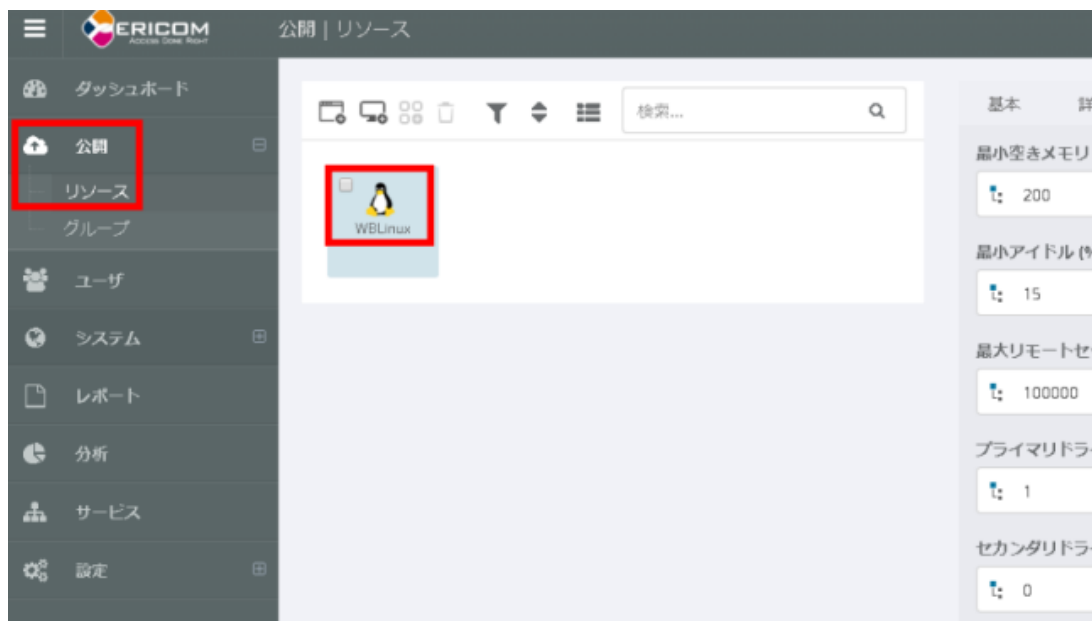 ERICOM
ACCESS DONE RIGHT
公開 | リソース
ダッシュボード
公開
リソース
グループ
ユーザ
システム
レポート
分析
サービス
設定
検索...
WBLinux
基本
詳
最小空きメモリ
200
最小アイドル (%
15
最大リモートセ
100000
プライマリドラ
1
セカンダリドラ
0